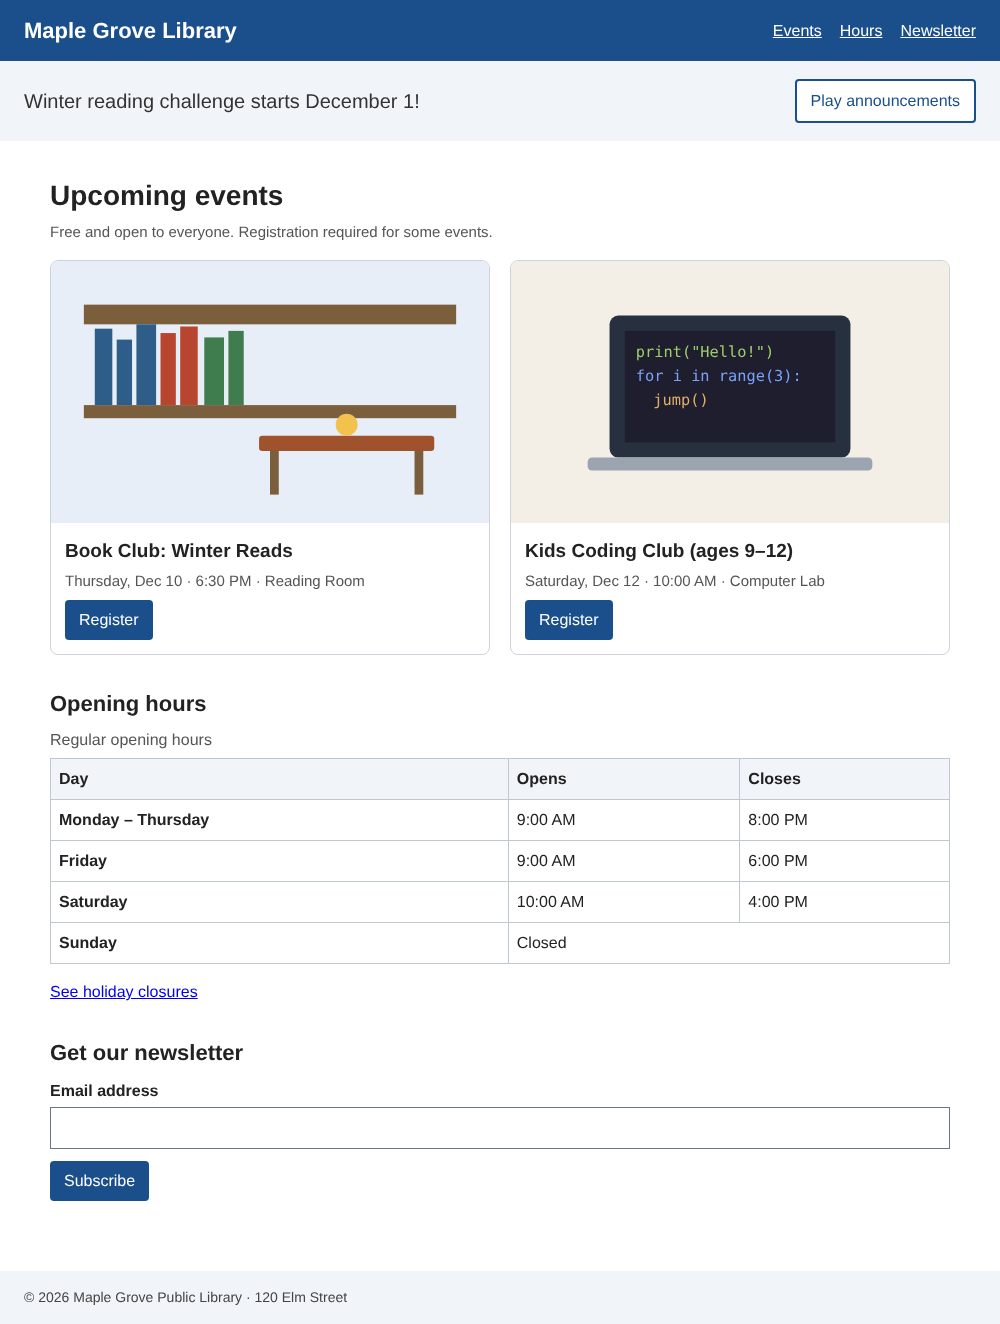 Maple Grove Library
Events Hours Newsletter
Winter reading challenge starts December 1!
Play announcements
Upcoming events
Free and open to everyone. Registration required for some events.
print("Hello!")
for i in range(3):
  jump()
Book Club: Winter Reads
Thursday, Dec 10 · 6:30 PM · Reading Room
Register
Kids Coding Club (ages 9–12)
Saturday, Dec 12 · 10:00 AM · Computer Lab
Register
Opening hours
Regular opening hours
Day Opens Closes
Monday – Thursday 9:00 AM 8:00 PM
Friday 9:00 AM 6:00 PM
Saturday 10:00 AM 4:00 PM
Sunday Closed
See holiday closures
Get our newsletter
Email address
Subscribe
© 2026 Maple Grove Public Library · 120 Elm Street